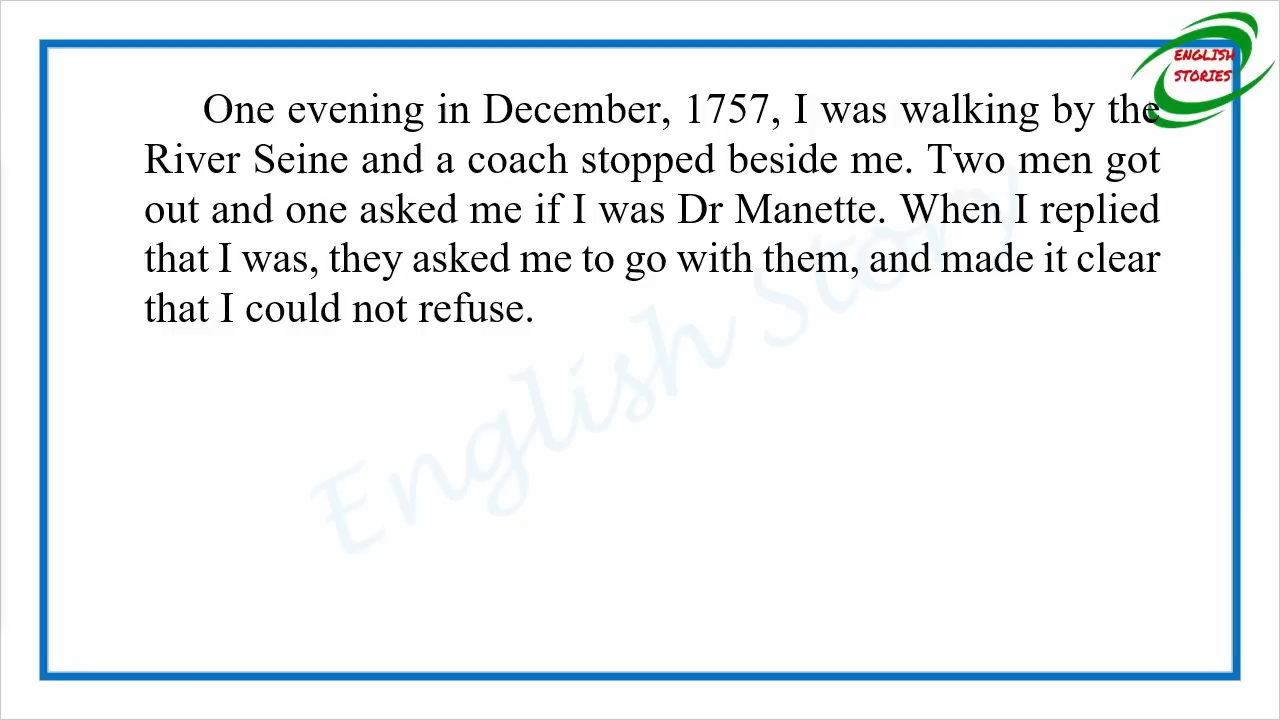 ENGLISH
STORIES
One evening in December, 1757, I was walking by the
River Seine and a coach stopped beside me. Two men got
out and one asked me if I was Dr Manette. When I replied
that I was, they asked me to go with them, and made it clear
that I could not refuse.
English Story